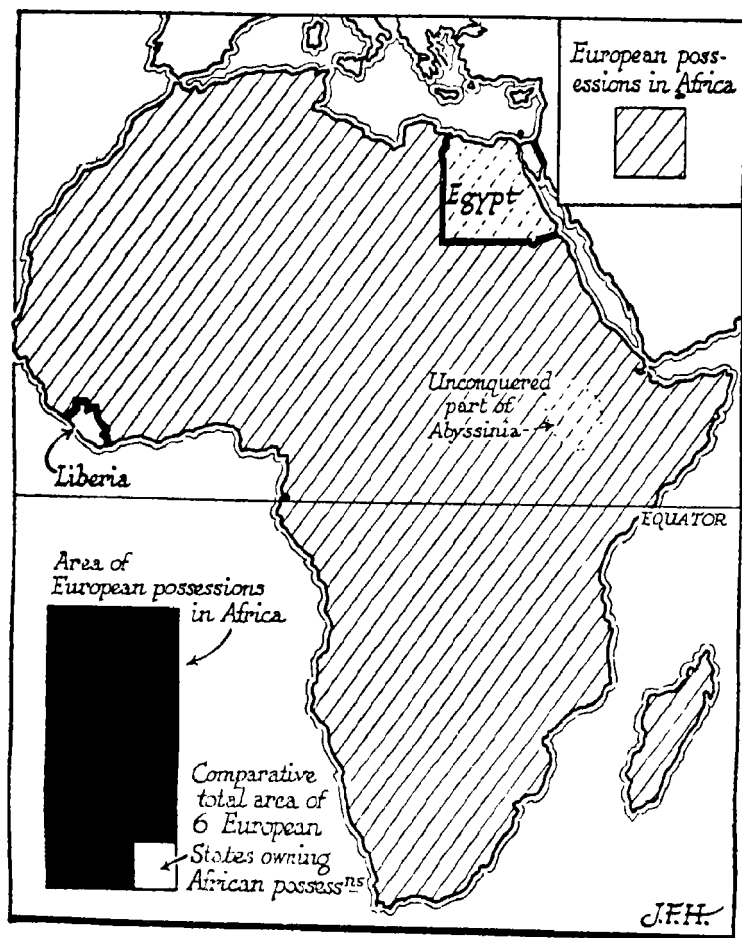 European poss-
essions in Africa
Egypt
Unconquered
part of
Abyssinia
Liberia
EQUATOR
Area of
European possessions
in Africa
Comparative
total area of
6 European
States owning
African possessⁿˢ
J.F.H.